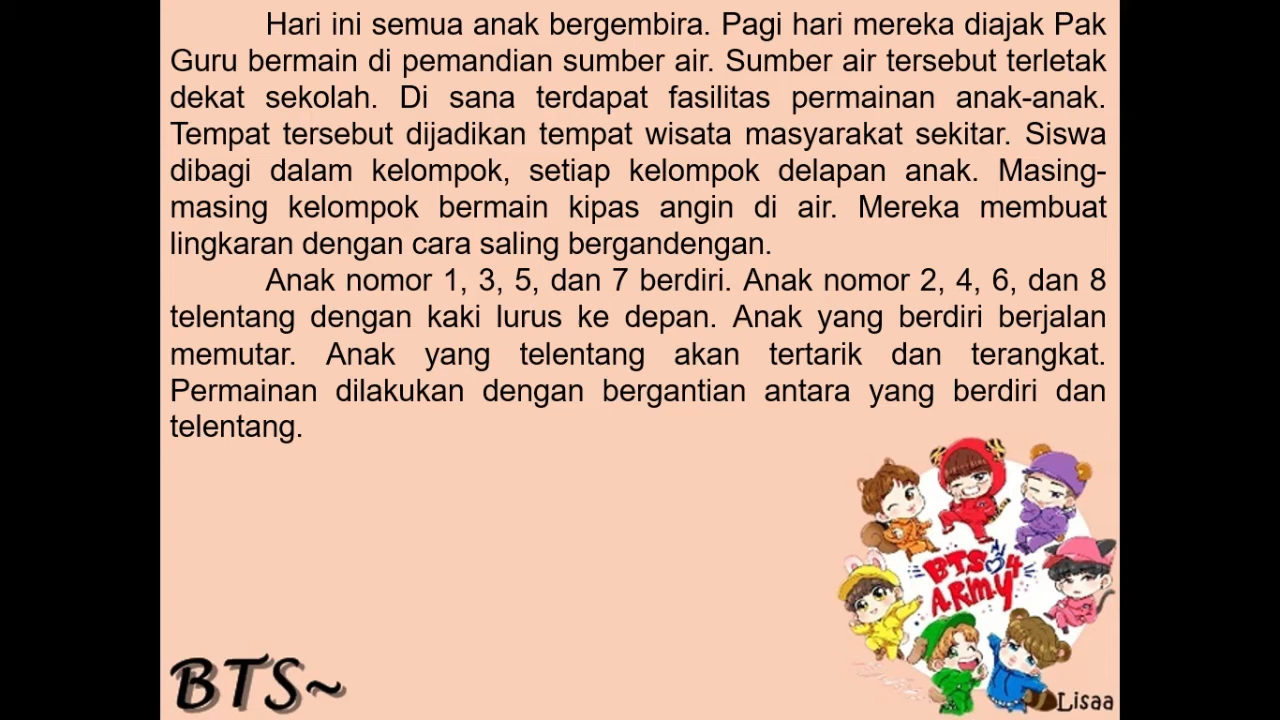 Hari ini semua anak bergembira. Pagi hari mereka diajak Pak
Guru bermain di pemandian sumber air. Sumber air tersebut terletak
dekat sekolah. Di sana terdapat fasilitas permainan anak-anak.
Tempat tersebut dijadikan tempat wisata masyarakat sekitar. Siswa
dibagi dalam kelompok, setiap kelompok delapan anak. Masing-
masing kelompok bermain kipas angin di air. Mereka membuat
lingkaran dengan cara saling bergandengan.
Anak nomor 1, 3, 5, dan 7 berdiri. Anak nomor 2, 4, 6, dan 8
telentang dengan kaki lurus ke depan. Anak yang berdiri berjalan
memutar. Anak yang telentang akan tertarik dan terangkat.
Permainan dilakukan dengan bergantian antara yang berdiri dan
telentang.
BTS 4
ARMY
BTS~
Lisaa